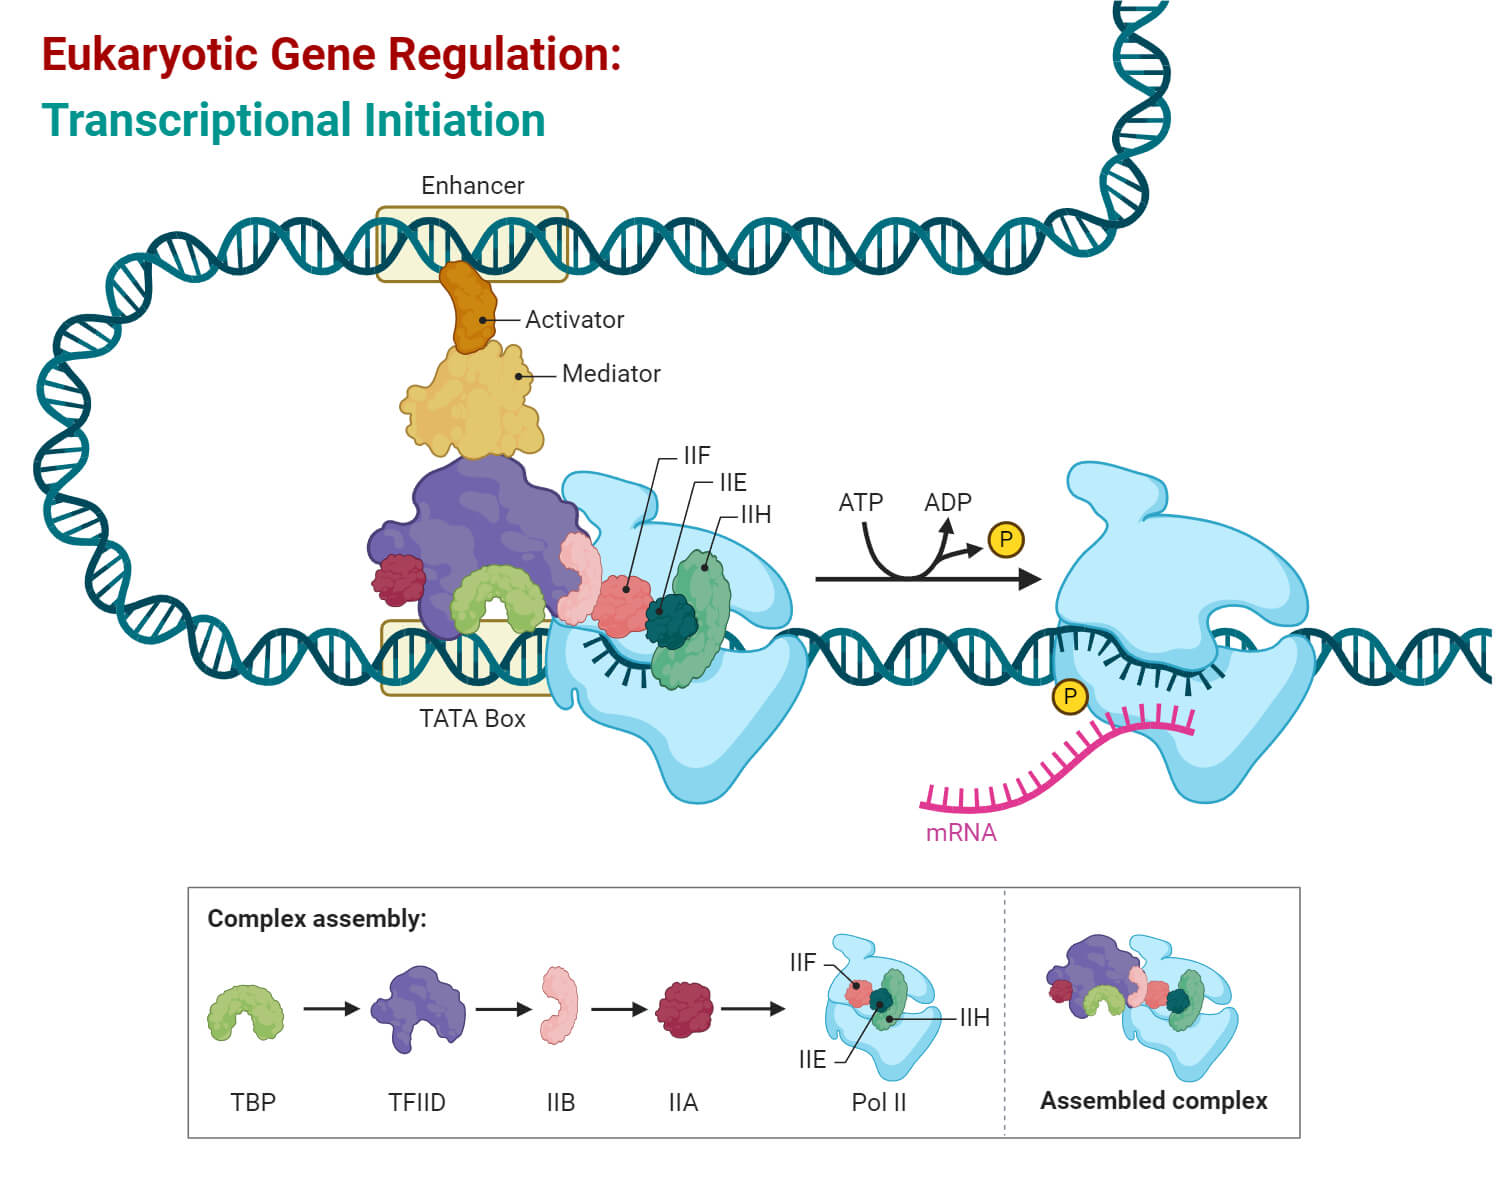 Eukaryotic Gene Regulation:
Transcriptional Initiation
Enhancer
Activator
Mediator
IIF
IIE
IIH
ATP
ADP
P
P
TATA Box
mRNA
Complex assembly:
IIF
IIH
IIE
TBP
TFIID
IIB
IIA
Pol II
Assembled complex